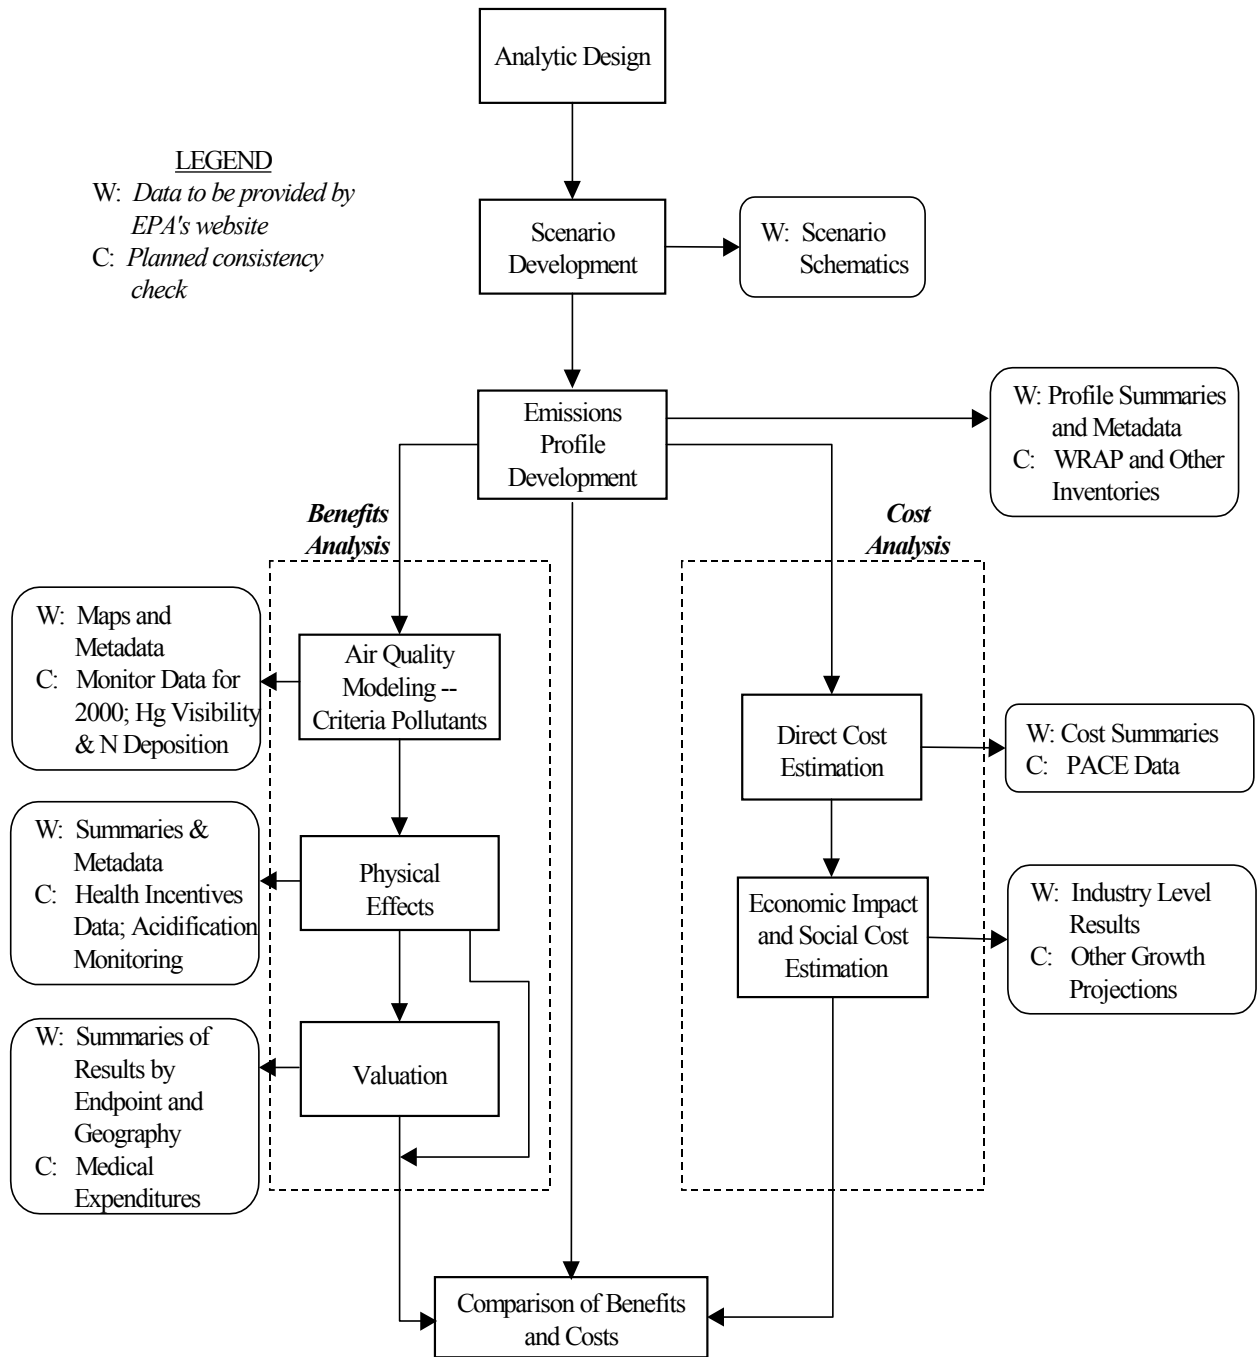 Analytic Design
LEGEND
W: Data to be provided by
EPA's website
C: Planned consistency
check
Scenario
Development
W: Scenario
Schematics
Emissions
Profile
Development
W: Profile Summaries
and Metadata
C: WRAP and Other
Inventories
Benefits
Analysis
Cost
Analysis
W: Maps and
Metadata
C: Monitor Data for
2000; Hg Visibility
& N Deposition
Air Quality
Modeling --
Criteria Pollutants
Direct Cost
Estimation
W: Cost Summaries
C: PACE Data
W: Summaries &
Metadata
C: Health Incentives
Data; Acidification
Monitoring
Physical
Effects
Economic Impact
and Social Cost
Estimation
W: Industry Level
Results
C: Other Growth
Projections
W: Summaries of
Results by
Endpoint and
Geography
C: Medical
Expenditures
Valuation
Comparison of Benefits
and Costs